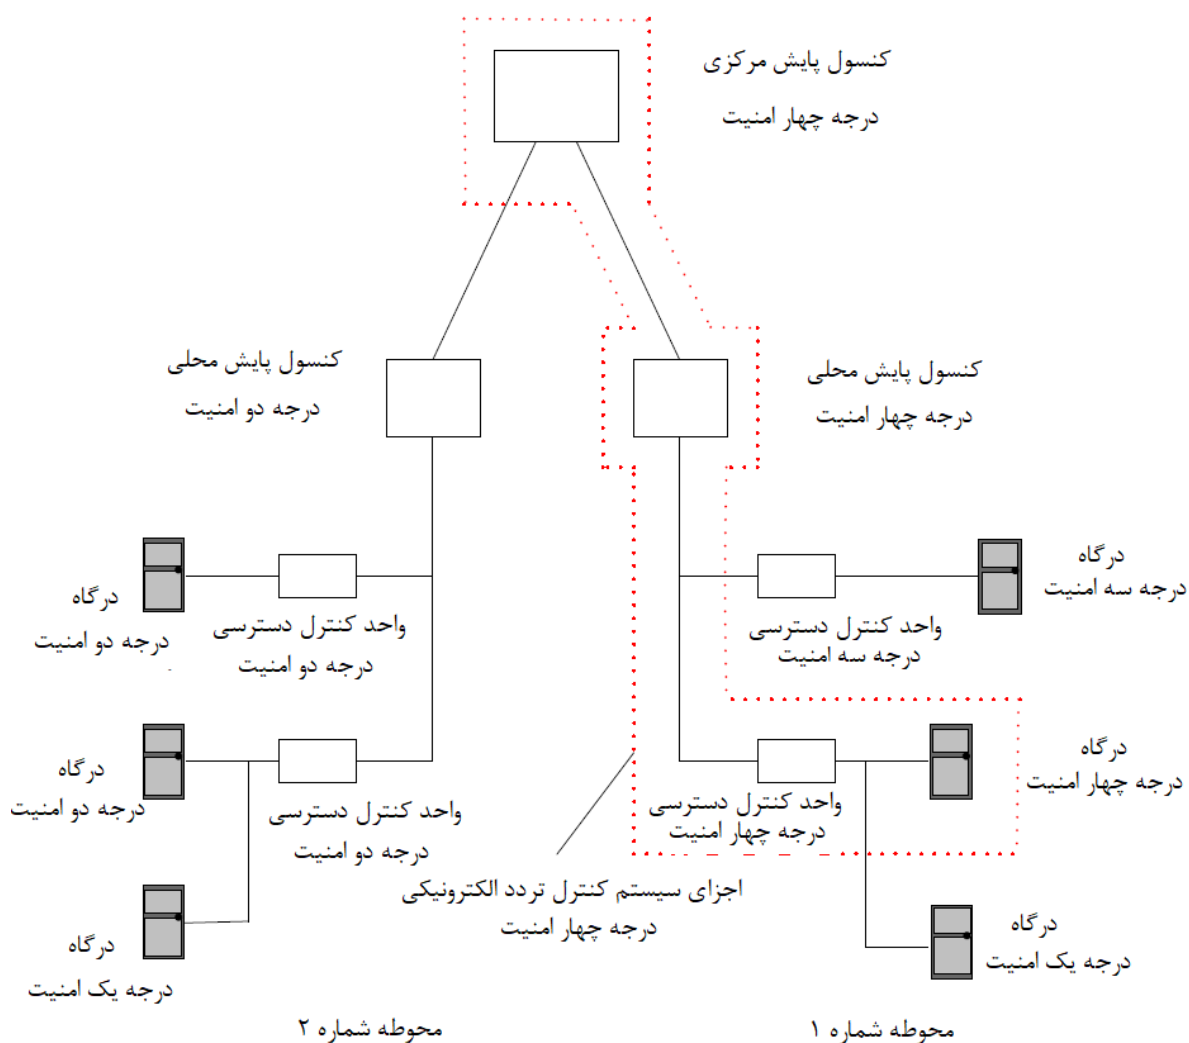 کنسول پایش مرکزی
درجه چهار امنیت
کنسول پایش محلی
درجه چهار امنیت
کنسول پایش محلی
درجه دو امنیت
درگاه
درجه سه امنیت
واحد کنترل دسترسی
درجه سه امنیت
واحد کنترل دسترسی
درجه دو امنیت
درگاه
درجه دو امنیت
درگاه
درجه چهار امنیت
واحد کنترل دسترسی
درجه چهار امنیت
واحد کنترل دسترسی
درجه دو امنیت
درگاه
درجه دو امنیت
اجزای سیستم کنترل تردد الکترونیکی
درجه چهار امنیت
درگاه
درجه یک امنیت
درگاه
درجه یک امنیت
محوطه شماره ۱
محوطه شماره ۲